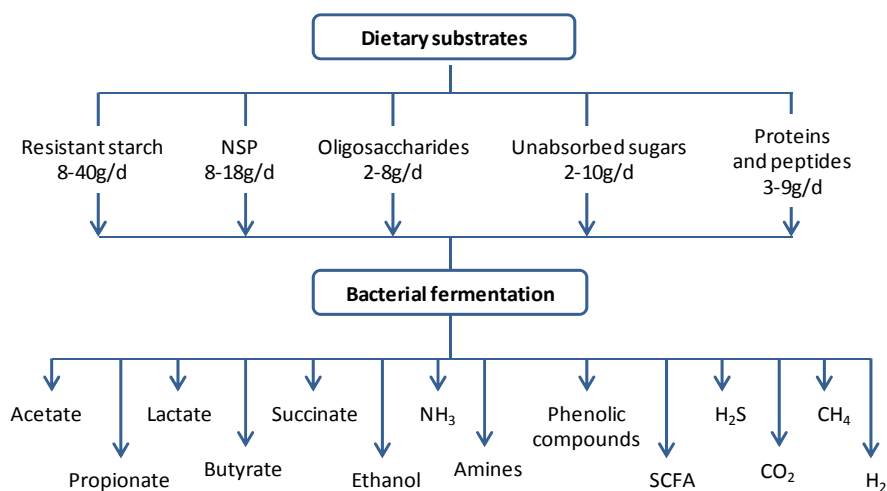 Dietary substrates
Resistant starch
8-40g/d
NSP
8-18g/d
Oligosaccharides
2-8g/d
Unabsorbed sugars
2-10g/d
Proteins
and peptides
3-9g/d
Bacterial fermentation
Acetate
Propionate
Lactate
Butyrate
Succinate
Ethanol
NH₃
Amines
Phenolic
compounds
SCFA
H₂S
CO₂
CH₄
H₂